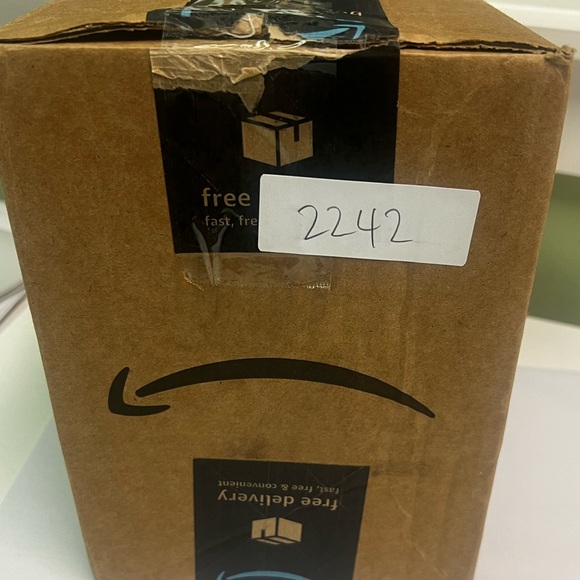 free
fast, fre
2242
fast, free & convenient
free delivery